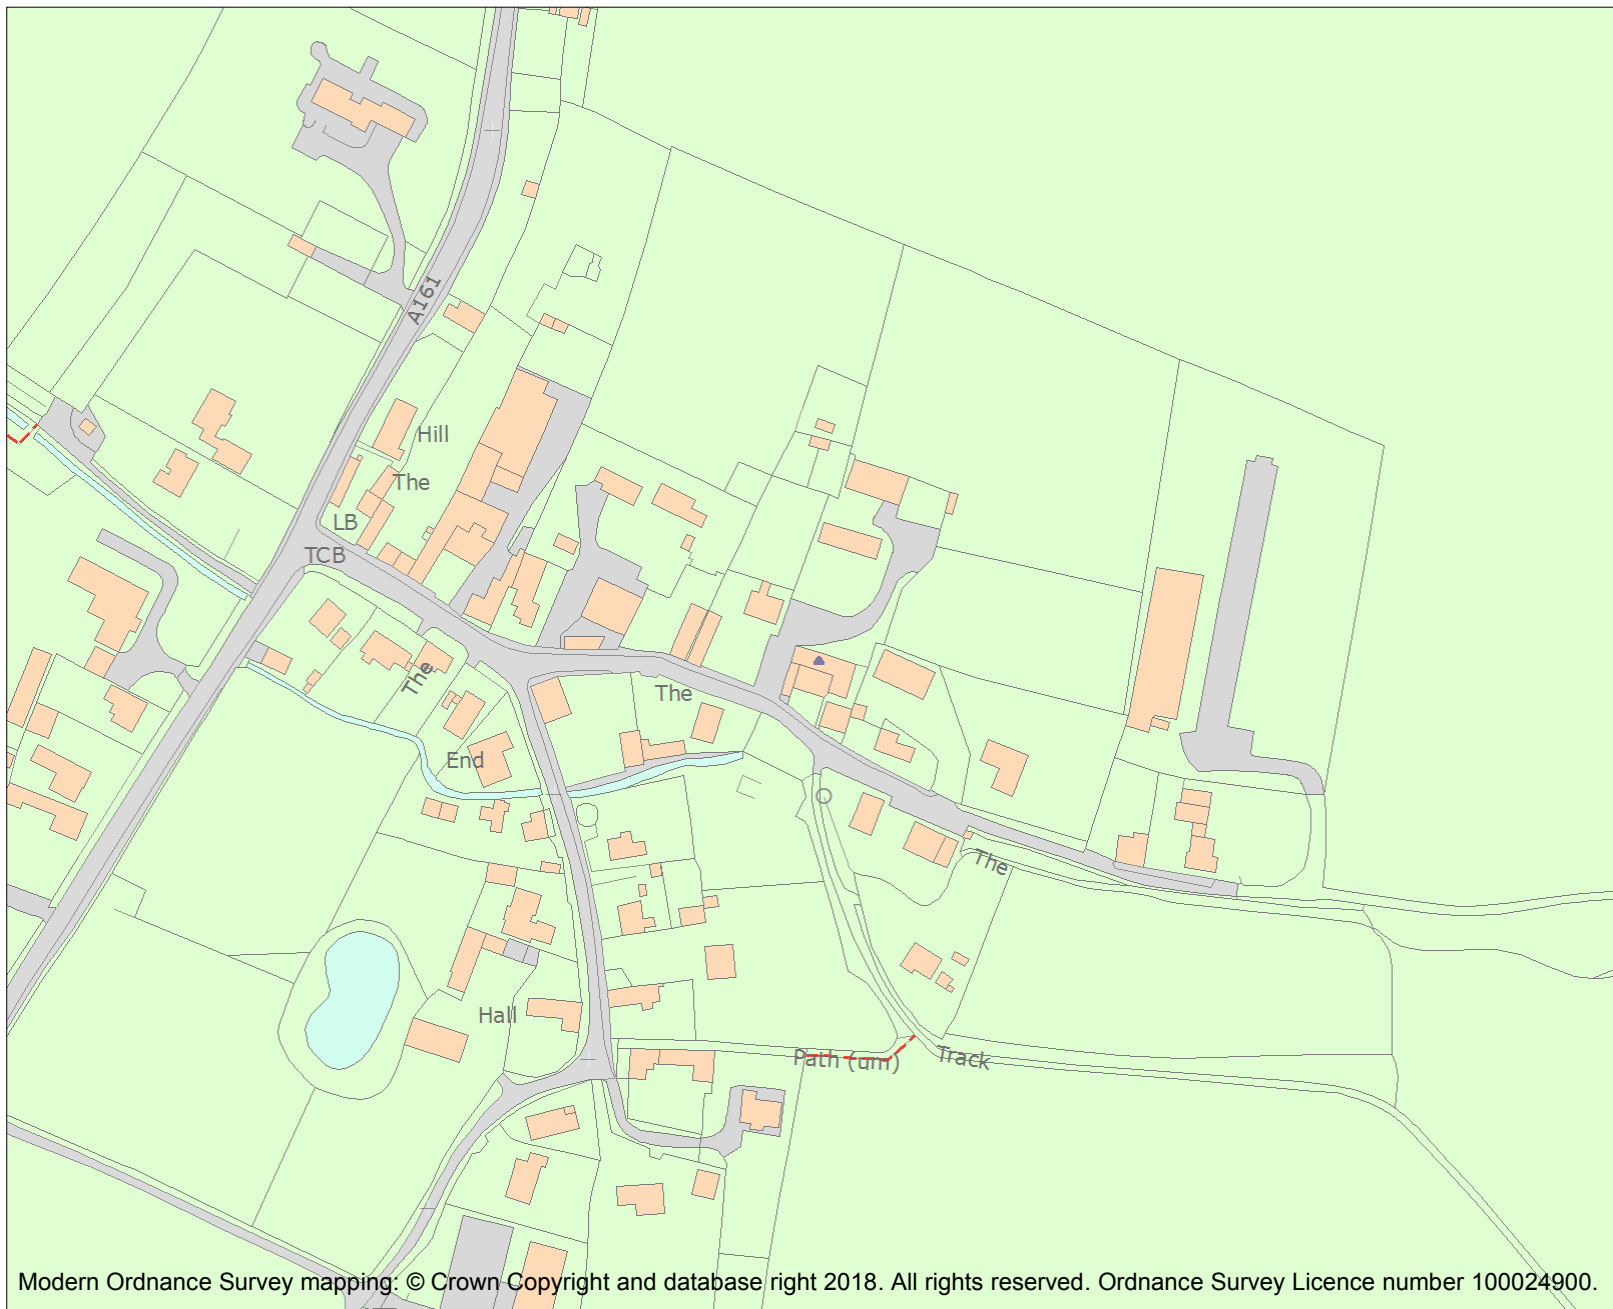 A161
Hill
The
LB
TCB
The
The
End
The
Hall
Path (um)
Track
Modern Ordnance Survey mapping: © Crown Copyright and database right 2018. All rights reserved. Ordnance Survey Licence number 100024900.